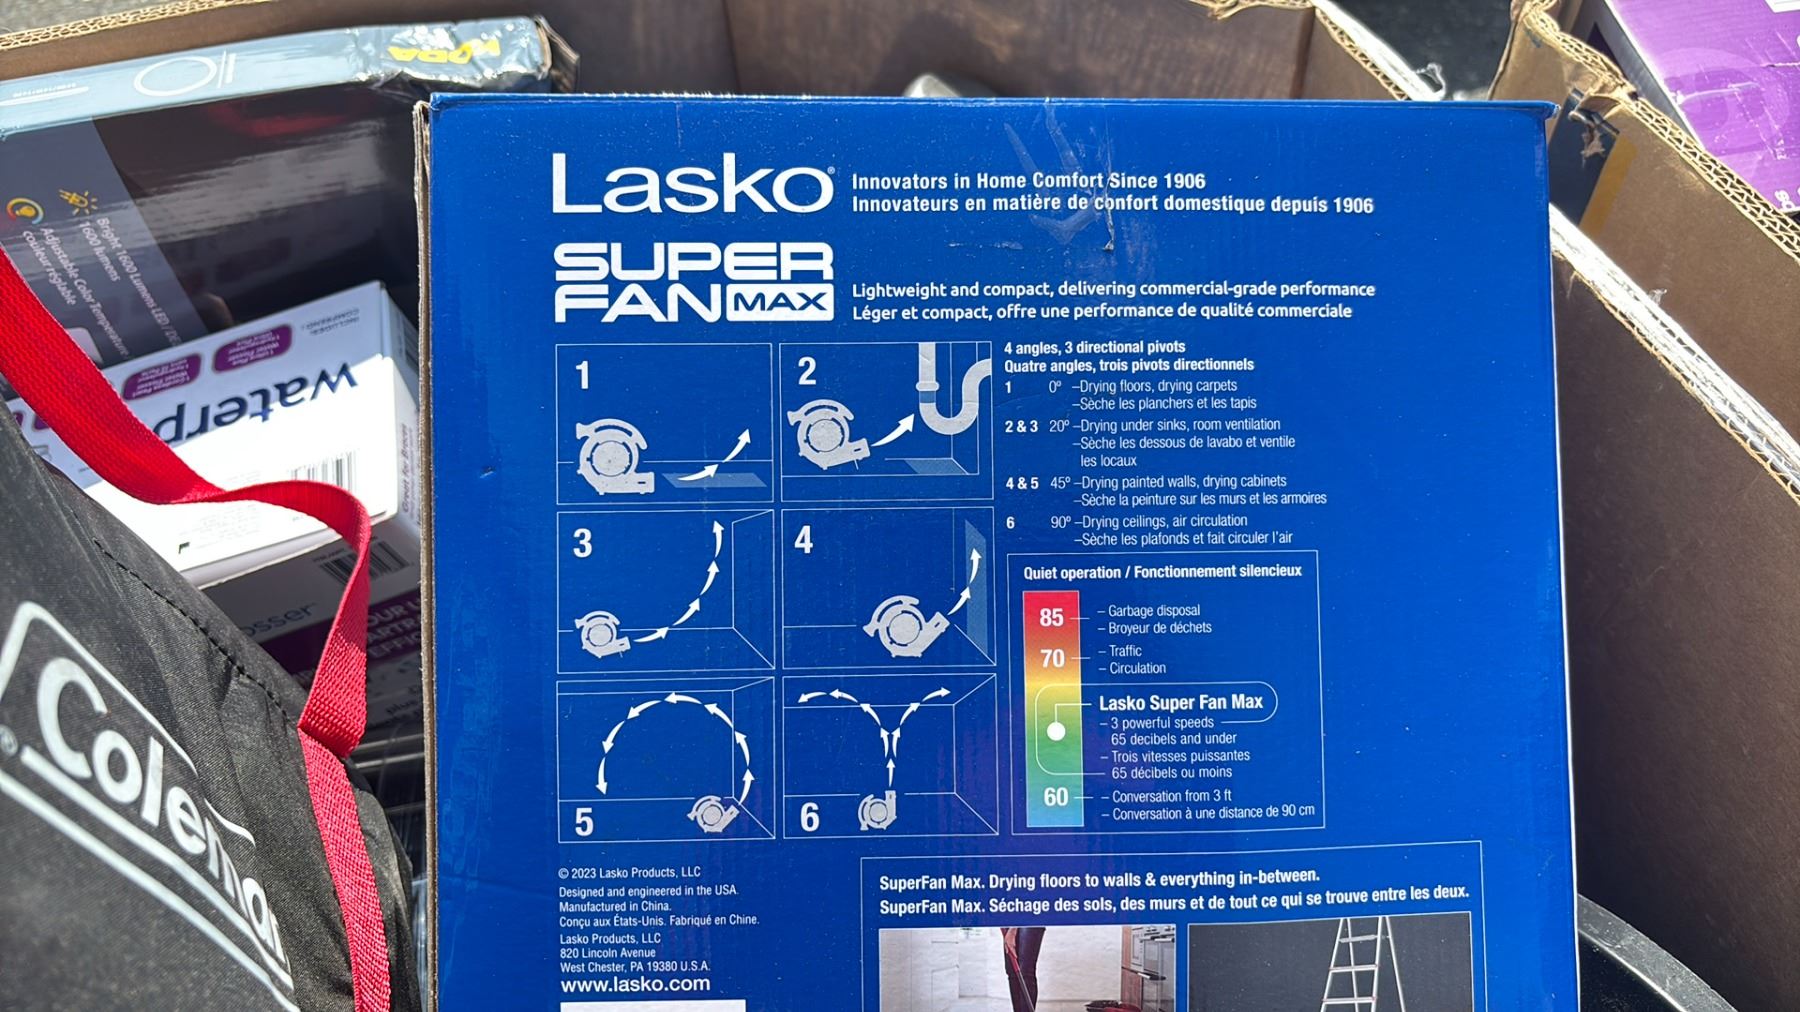 KODA
Bright 1600 Lumens LED /
1600 lumens
Adjustable Color Temperature
couleur réglable
waterp
Coleman
Lasko®
Innovators in Home Comfort Since 1906
Innovateurs en matière de confort domestique depuis 1906
SUPER
FAN MAX
Lightweight and compact, delivering commercial-grade performance
Léger et compact, offre une performance de qualité commerciale
1
2
3
4
5
6
4 angles, 3 directional pivots
Quatre angles, trois pivots directionnels
1 0º –Drying floors, drying carpets
–Sèche les planchers et les tapis
2 & 3 20º –Drying under sinks, room ventilation
–Sèche les dessous de lavabo et ventile
les locaux
4 & 5 45º –Drying painted walls, drying cabinets
–Sèche la peinture sur les murs et les armoires
6 90º –Drying ceilings, air circulation
–Sèche les plafonds et fait circuler l'air
Quiet operation / Fonctionnement silencieux
85 – Garbage disposal
– Broyeur de déchets
70 – Traffic
– Circulation
Lasko Super Fan Max
– 3 powerful speeds
65 decibels and under
– Trois vitesses puissantes
65 décibels ou moins
60 – Conversation from 3 ft
– Conversation à une distance de 90 cm
© 2023 Lasko Products, LLC
Designed and engineered in the USA.
Manufactured in China.
Conçu aux États-Unis. Fabriqué en Chine.
Lasko Products, LLC
820 Lincoln Avenue
West Chester, PA 19380 U.S.A.
www.lasko.com
SuperFan Max. Drying floors to walls & everything in-between.
SuperFan Max. Séchage des sols, des murs et de tout ce qui se trouve entre les deux.